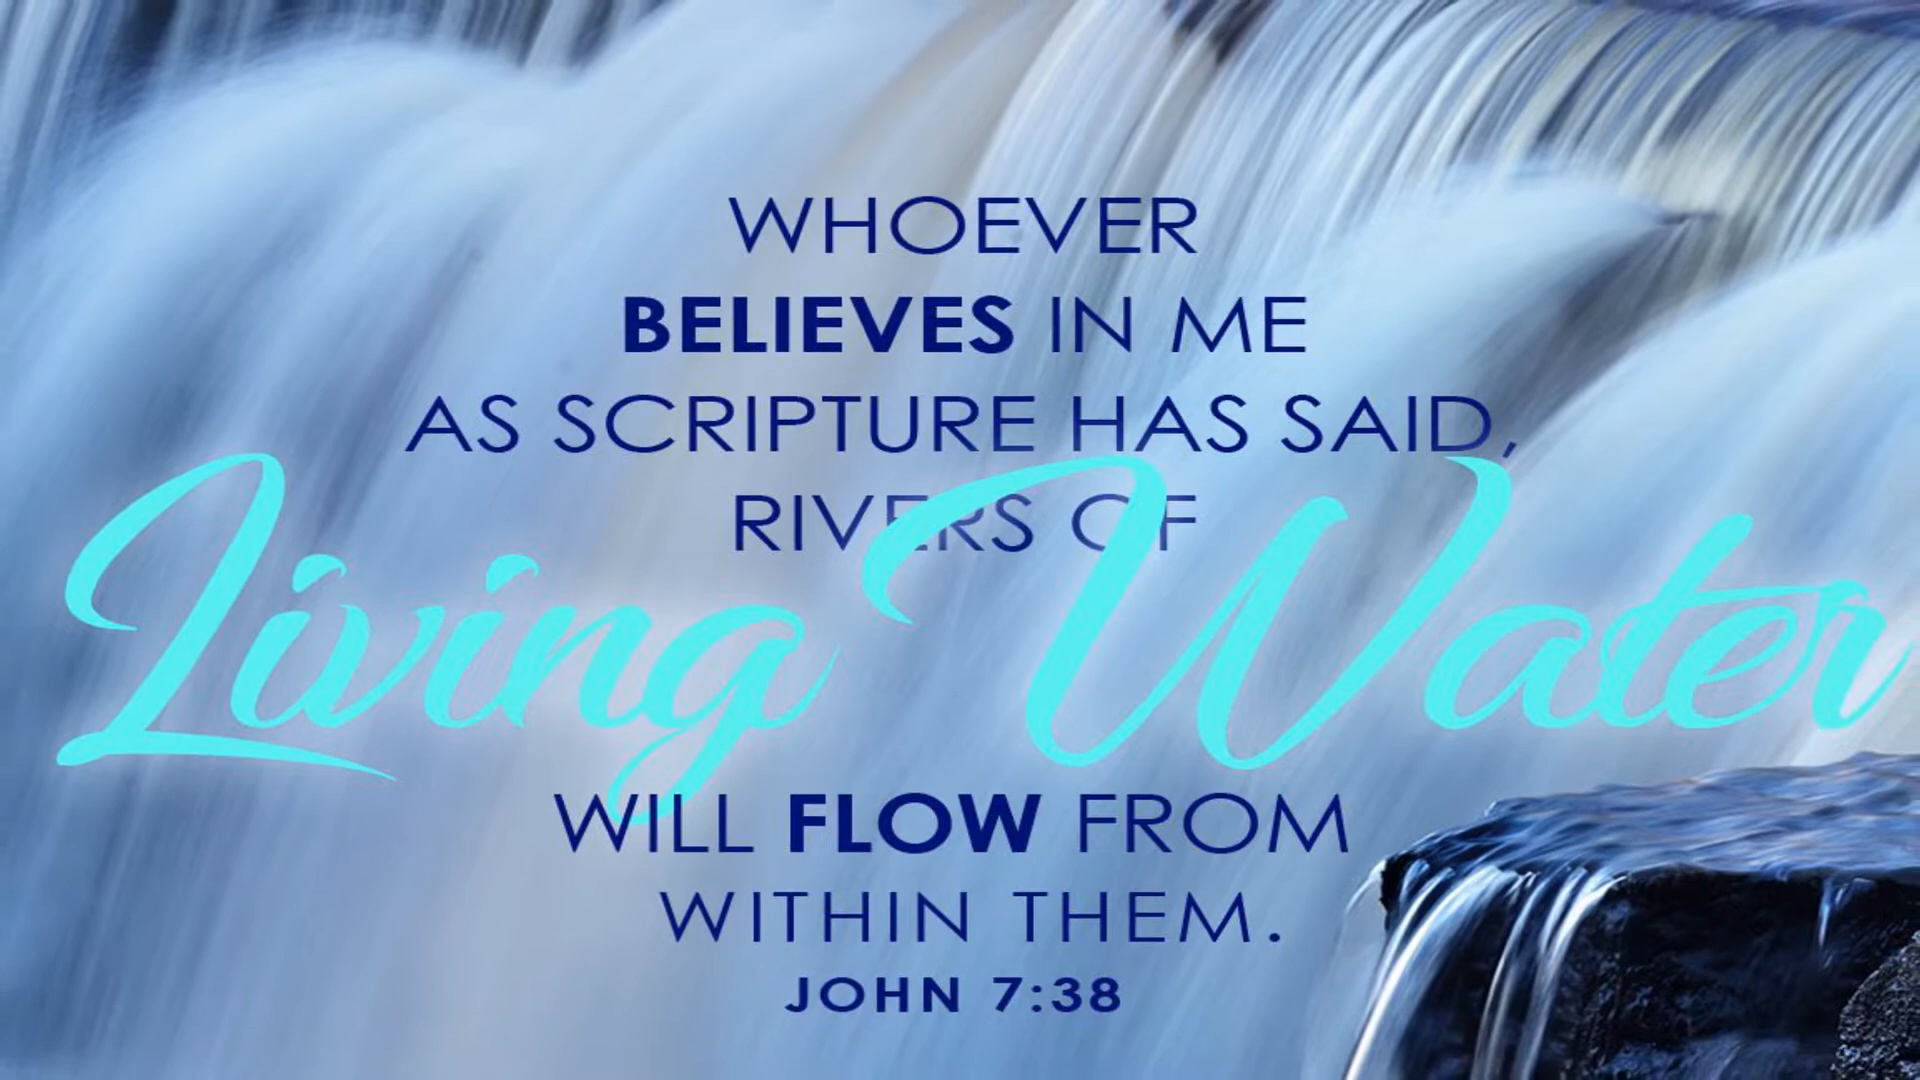 WHOEVER
BELIEVES IN ME
AS SCRIPTURE HAS SAID,
RIVERS OF
Living Water
WILL FLOW FROM
WITHIN THEM.
JOHN 7:38